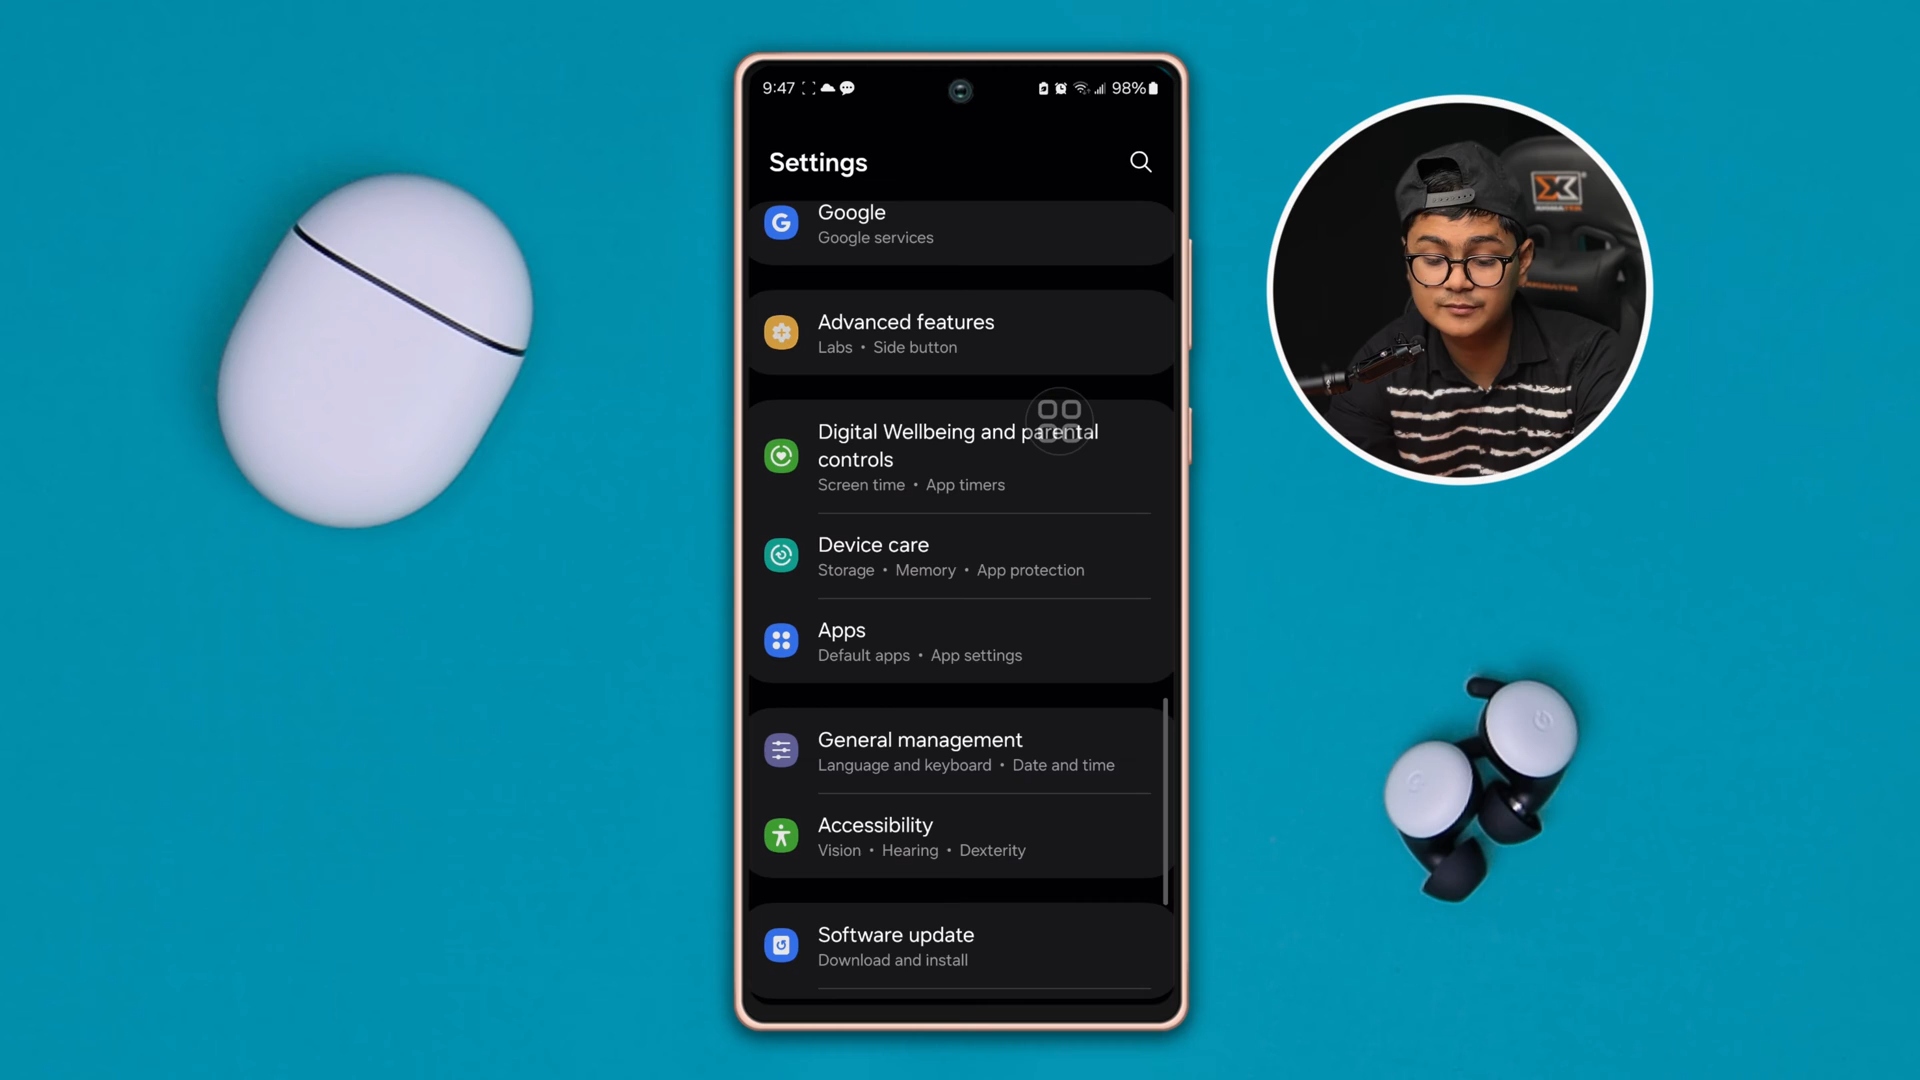 9:47
98%
Settings
Google
Google services
Advanced features
Labs • Side button
Digital Wellbeing and parental
controls
Screen time • App timers
Device care
Storage • Memory • App protection
Apps
Default apps • App settings
General management
Language and keyboard • Date and time
Accessibility
Vision • Hearing • Dexterity
Software update
Download and install